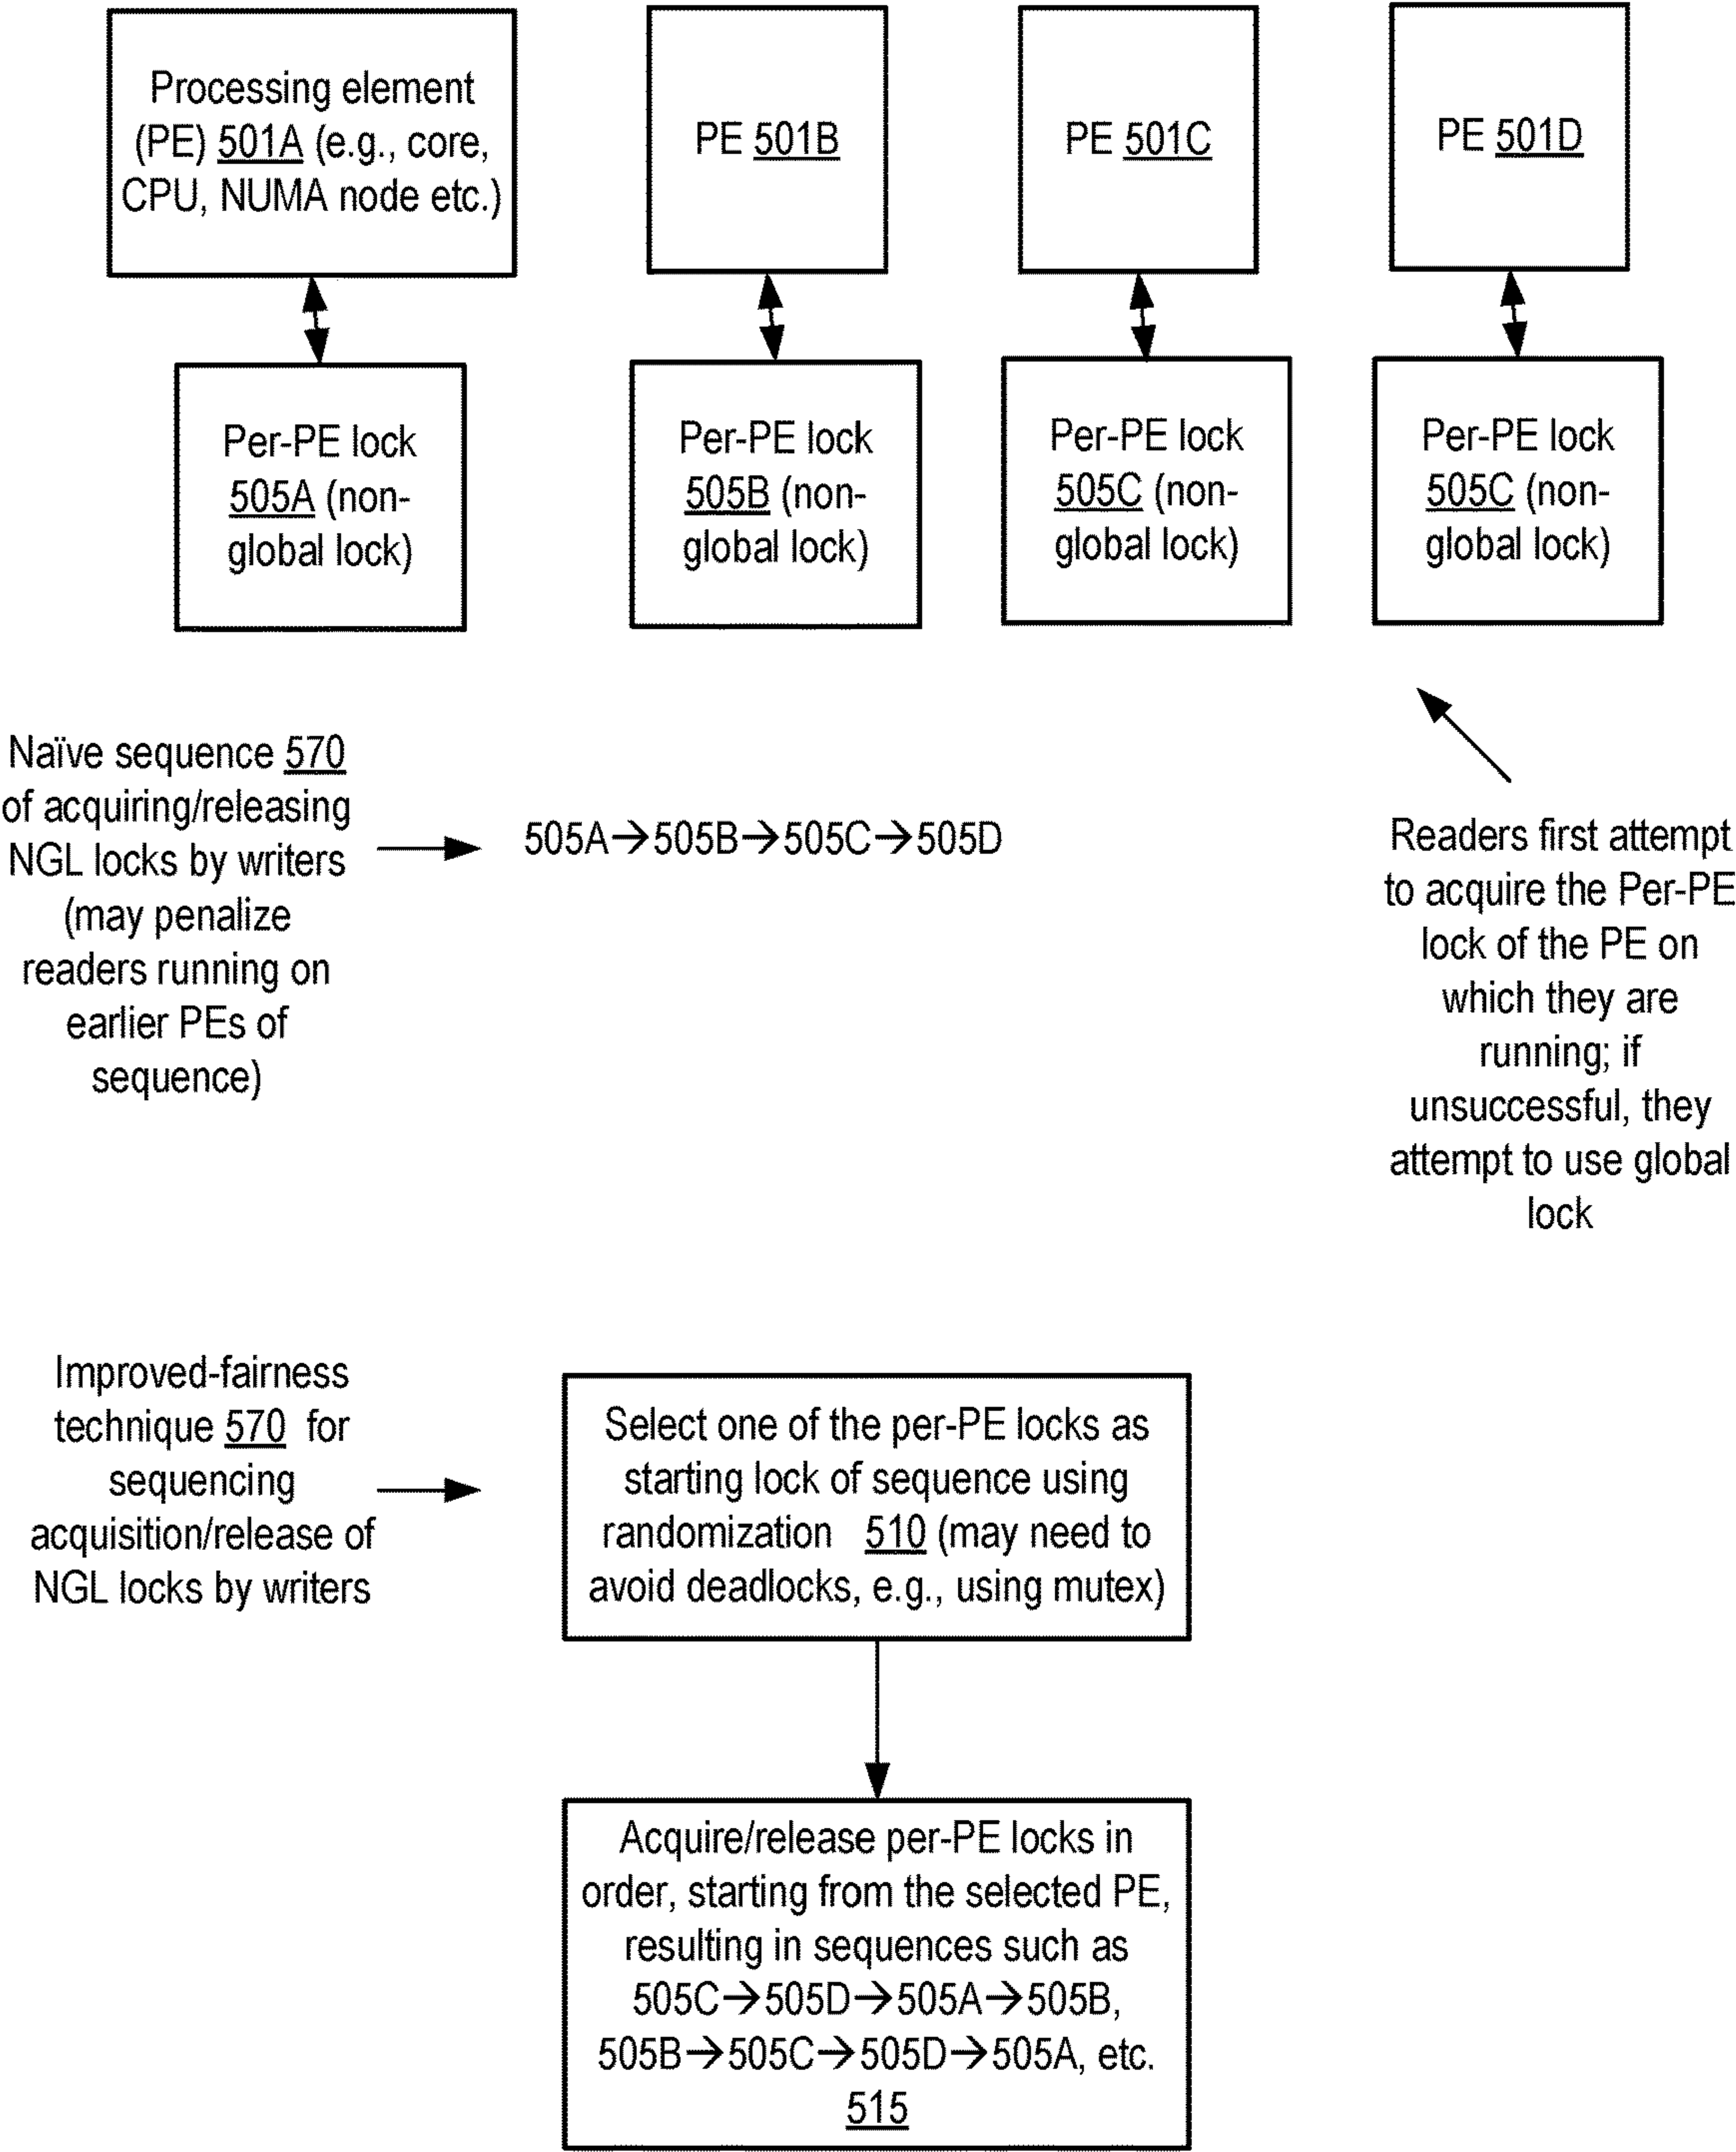 Processing element
(PE) 501A (e.g., core,
CPU, NUMA node etc.)
PE 501B
PE 501C
PE 501D
Per-PE lock
505A (non-
global lock)
Per-PE lock
505B (non-
global lock)
Per-PE lock
505C (non-
global lock)
Per-PE lock
505C (non-
global lock)
Naïve sequence 570
of acquiring/releasing
NGL locks by writers
(may penalize
readers running on
earlier PEs of
sequence)
505A→505B→505C→505D
Readers first attempt
to acquire the Per-PE
lock of the PE on
which they are
running; if
unsuccessful, they
attempt to use global
lock
Improved-fairness
technique 570 for
sequencing
acquisition/release of
NGL locks by writers
Select one of the per-PE locks as
starting lock of sequence using
randomization 510 (may need to
avoid deadlocks, e.g., using mutex)
Acquire/release per-PE locks in
order, starting from the selected PE,
resulting in sequences such as
505C→505D→505A→505B,
505B→505C→505D→505A, etc.
515